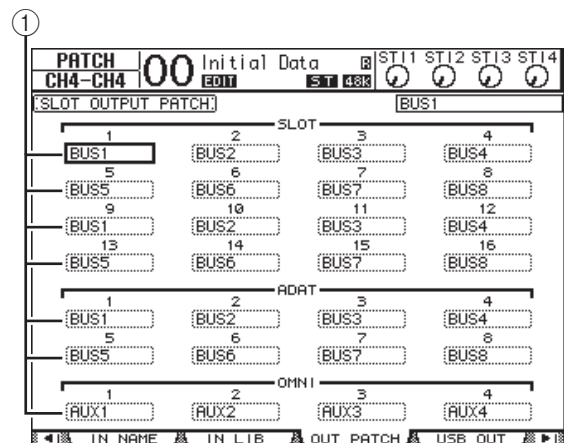 1
PATCH 00 Initial Data R ST11 ST12 ST13 ST14
CH4-CH4 EDIT ST 48K
SLOT OUTPUT PATCH BUS1
SLOT
1 2 3 4
BUS1 BUS2 BUS3 BUS4
5 6 7 8
BUS5 BUS6 BUS7 BUS8
9 10 11 12
BUS1 BUS2 BUS3 BUS4
13 14 15 16
BUS5 BUS6 BUS7 BUS8
ADAT
1 2 3 4
BUS1 BUS2 BUS3 BUS4
5 6 7 8
BUS5 BUS6 BUS7 BUS8
OMNI
1 2 3 4
AUX1 AUX2 AUX3 AUX4
IN NAME IN LIB OUT PATCH USB OUT